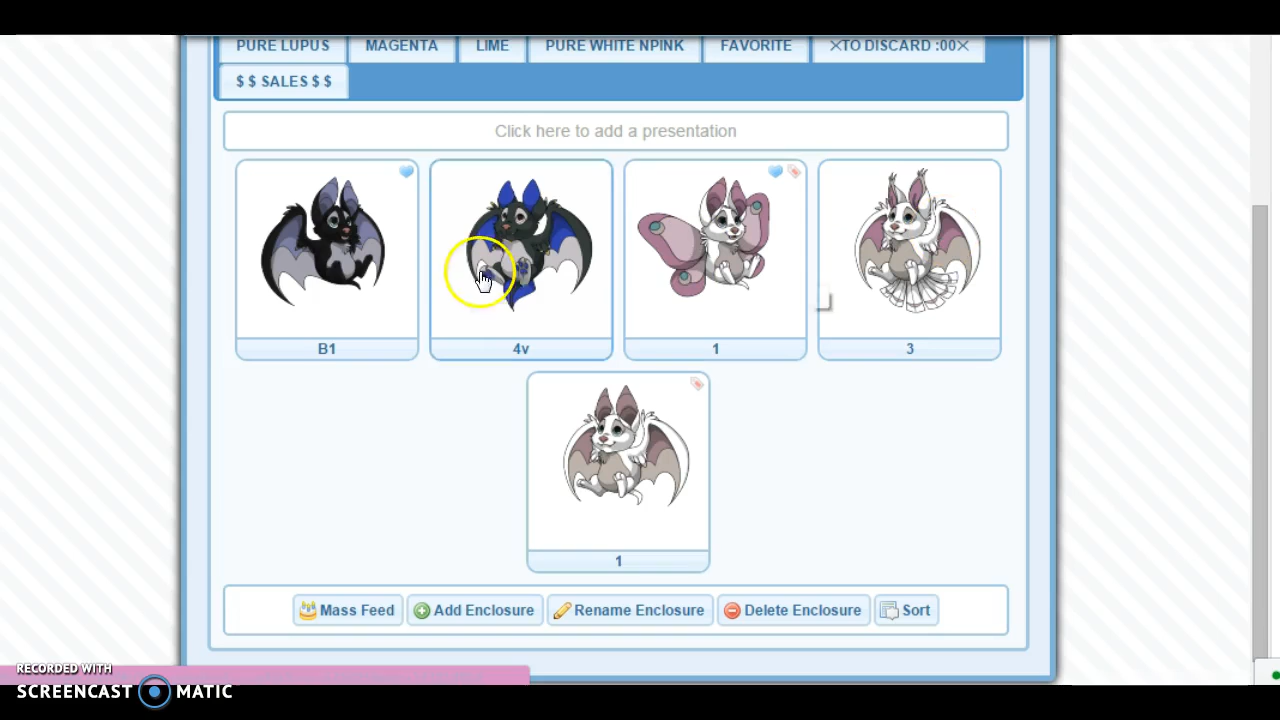 PURE LUPUS MAGENTA LIME PURE WHITE NPINK FAVORITE ✕TO DISCARD :00✕
$ $ SALES $ $
Click here to add a presentation
B1 4v 1 3
1
Mass Feed Add Enclosure Rename Enclosure Delete Enclosure Sort
RECORDED WITH
SCREENCAST MATIC